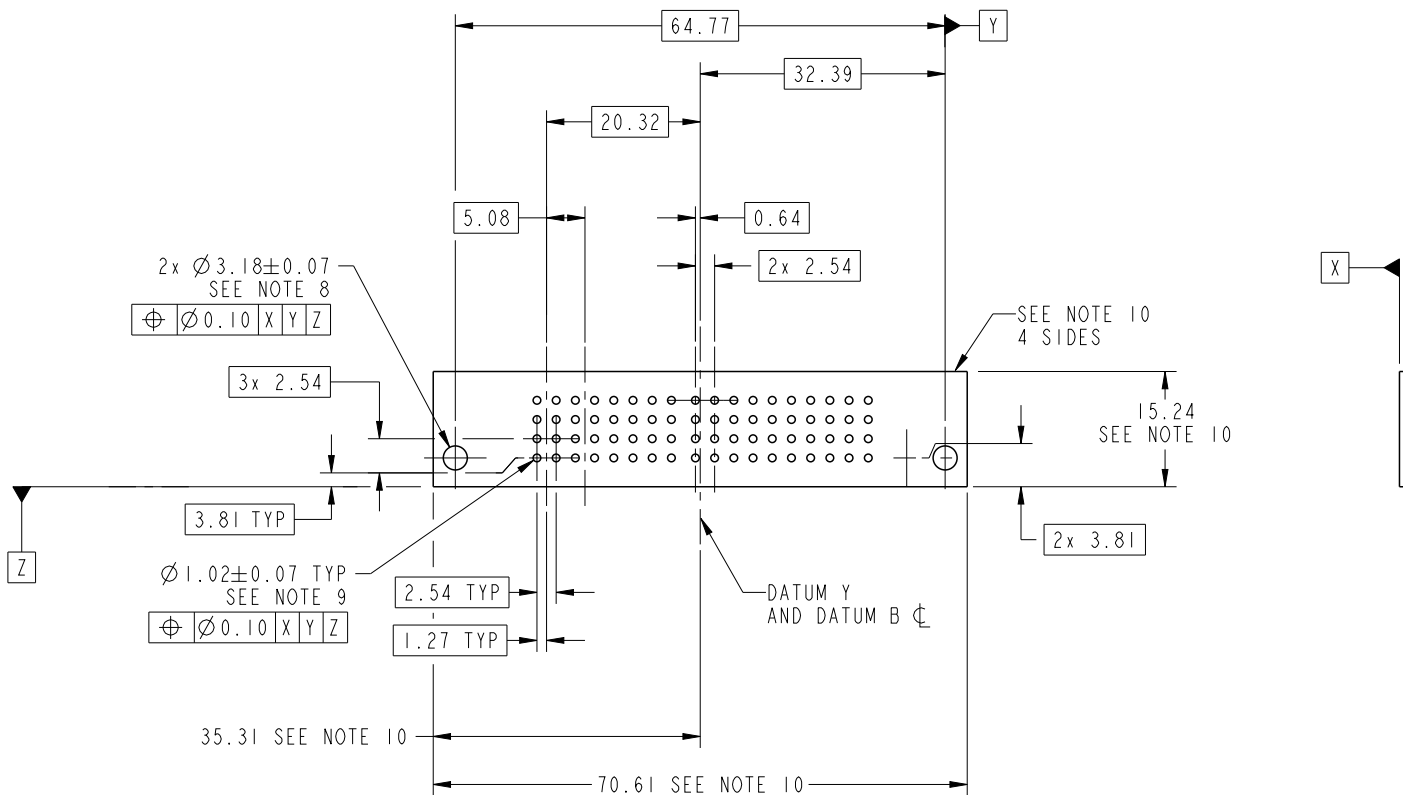 64.77
Y
32.39
20.32
5.08
0.64
2x 2.54
2x Ø3.18±0.07
SEE NOTE 8
⌖ Ø0.10 X Y Z
X
SEE NOTE 10
4 SIDES
3x 2.54
15.24
SEE NOTE 10
3.81 TYP
2x 3.81
Z
Ø1.02±0.07 TYP
SEE NOTE 9
⌖ Ø0.10 X Y Z
2.54 TYP
1.27 TYP
DATUM Y
AND DATUM B ℄
35.31 SEE NOTE 10
70.61 SEE NOTE 10